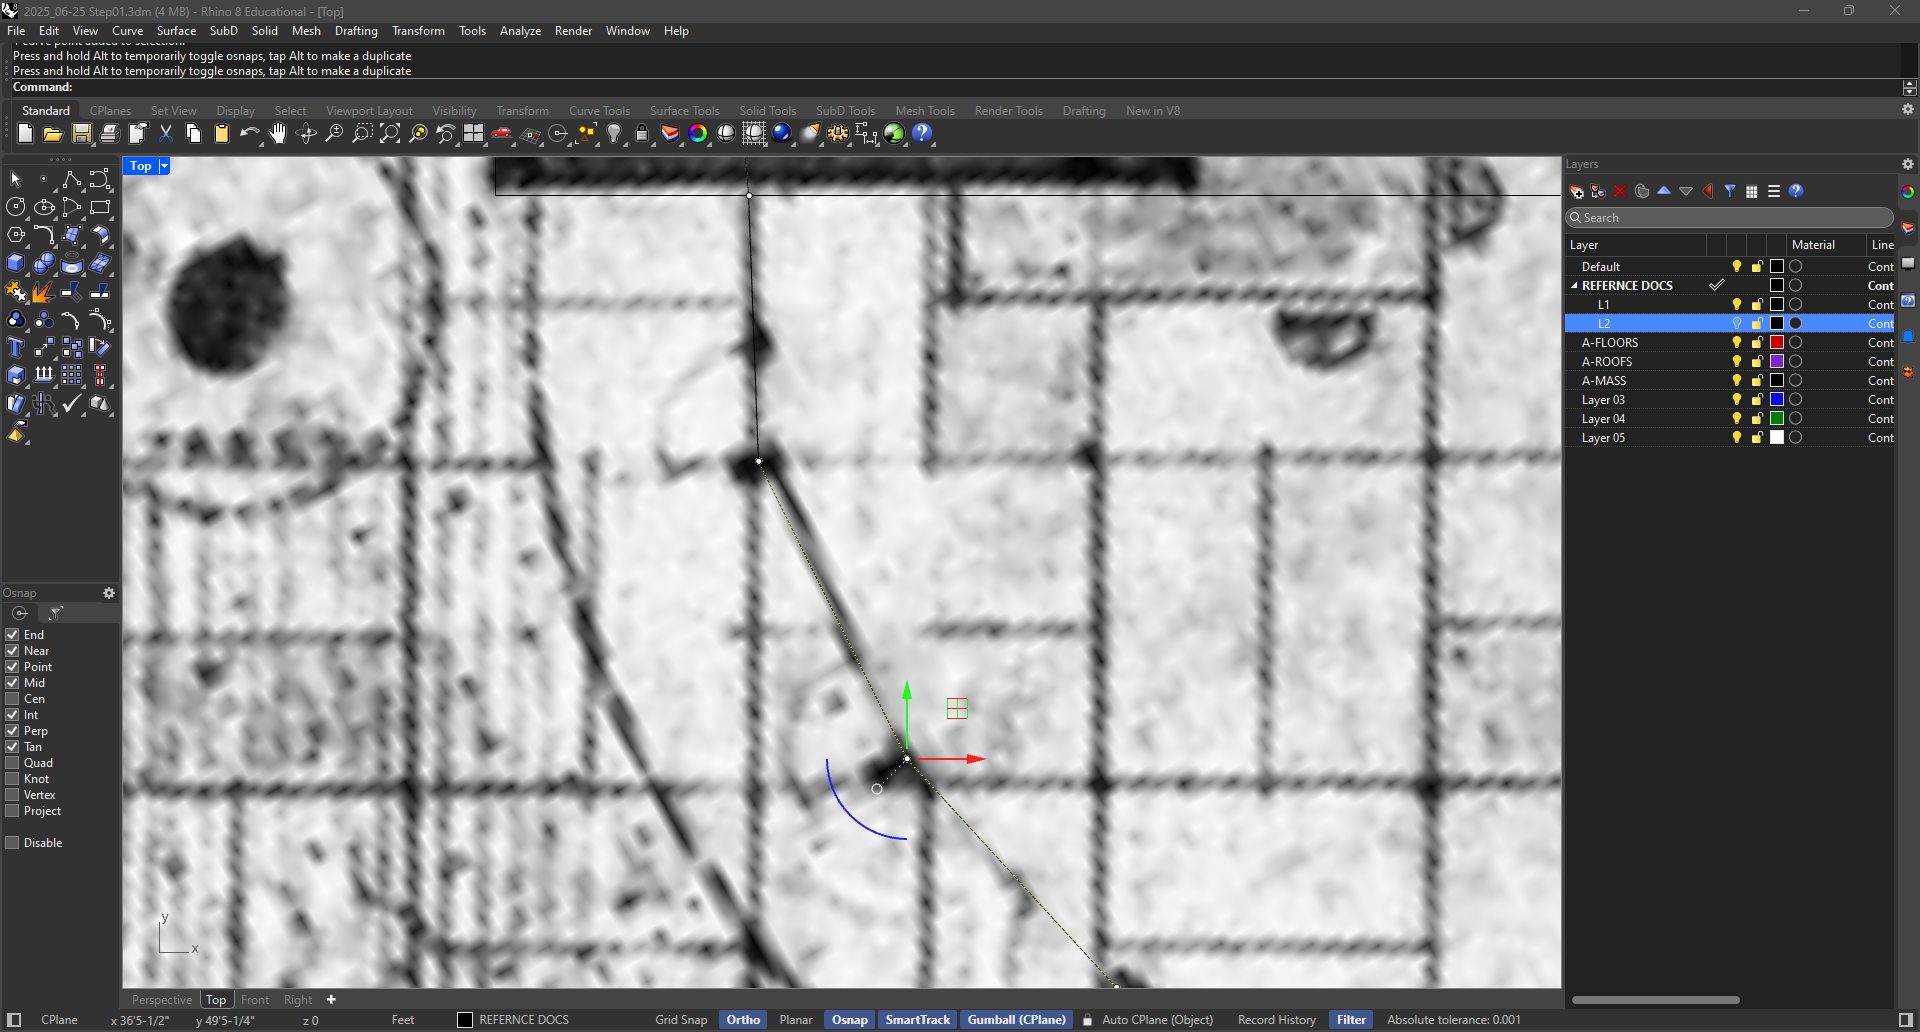 2025_06-25 Step01.3dm (4 MB) - Rhino 8 Educational - [Top]
File Edit View Curve Surface SubD Solid Mesh Drafting Transform Tools Analyze Render Window Help
Press and hold Alt to temporarily toggle osnaps, tap Alt to make a duplicate
Press and hold Alt to temporarily toggle osnaps, tap Alt to make a duplicate
Command:
Standard CPlanes Set View Display Select Viewport Layout Visibility Transform Curve Tools Surface Tools Solid Tools SubD Tools Mesh Tools Render Tools Drafting New in V8
Top
Layers
Search
Layer Material Line
Default Cont
REFERNCE DOCS Cont
L1 Cont
L2 Cont
A-FLOORS Cont
A-ROOFS Cont
A-MASS Cont
Layer 03 Cont
Layer 04 Cont
Layer 05 Cont
Osnap
End
Near
Point
Mid
Cen
Int
Perp
Tan
Quad
Knot
Vertex
Project
Disable
y
x
Perspective Top Front Right
CPlane x 36'5-1/2" y 49'5-1/4" z 0 Feet REFERNCE DOCS Grid Snap Ortho Planar Osnap SmartTrack Gumball (CPlane) Auto CPlane (Object) Record History Filter Absolute tolerance: 0.001